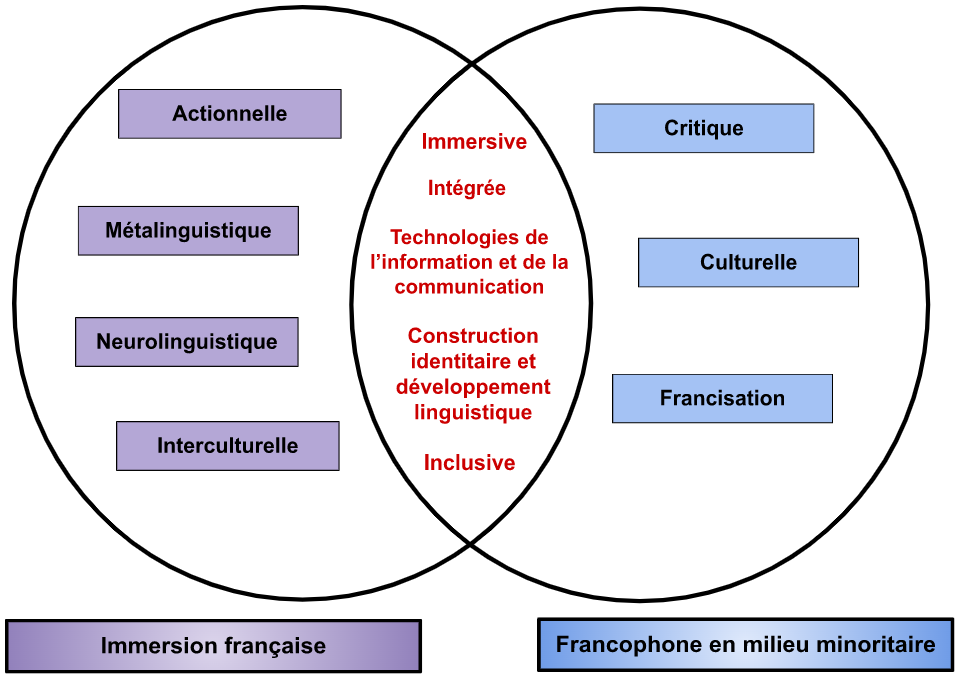 Actionnelle
Métalinguistique
Neurolinguistique
Interculturelle
Immersive
Intégrée
Technologies de
l'information et de la
communication
Construction
identitaire et
développement
linguistique
Inclusive
Critique
Culturelle
Francisation
Immersion française
Francophone en milieu minoritaire